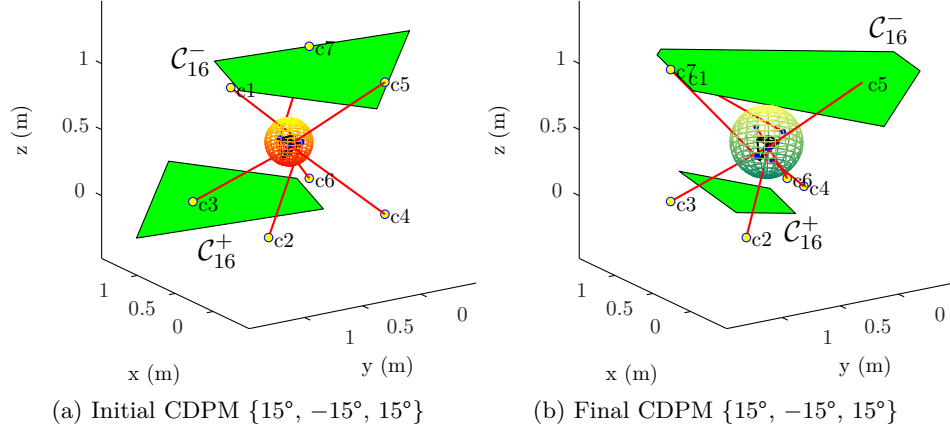 𝒞₁₆⁻
c7
c1
c5
c6
c3
c4
𝒞₁₆⁺
c2
z (m)
1
0.5
0
1
0.5
0
x (m)
1
0.5
0
y (m)
(a) Initial CDPM {15°, −15°, 15°}
𝒞₁₆⁻
c7
c1
c5
c6
c4
c3
𝒞₁₆⁺
c2
z (m)
1
0.5
0
1
0.5
0
x (m)
1
0.5
0
y (m)
(b) Final CDPM {15°, −15°, 15°}